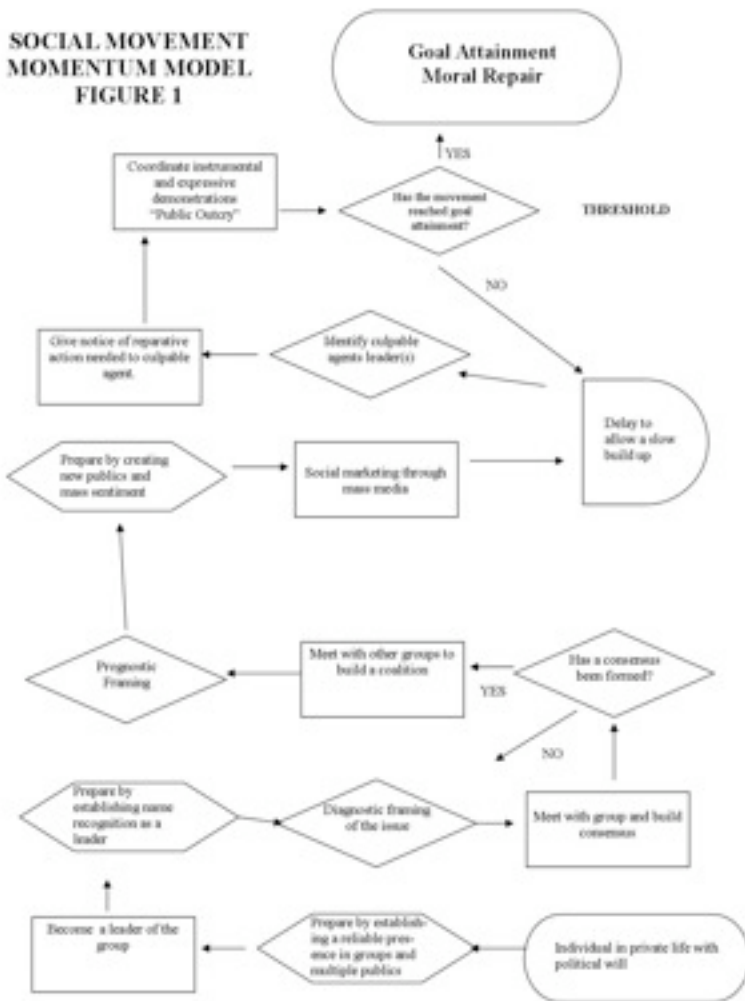 SOCIAL MOVEMENT
MOMENTUM MODEL
FIGURE 1
Goal Attainment
Moral Repair
YES
Coordinate instrumental
and expressive
demonstrations
"Public Outcry"
Has the movement
reached goal
attainment?
THRESHOLD
NO
Give notice of reparative
action needed to culpable
agent.
Identify culpable
agents leader(s)
Delay to
allow a slow
build up
Prepare by creating
new publics and
mass sentiment
Social marketing through
mass media
Prognostic
Framing
Meet with other groups to
build a coalition
YES
Has a consensus
been formed?
NO
Prepare by
establishing name
recognition as a
leader
Diagnostic framing
of the issue
Meet with group and build
consensus
Become a leader of the
group
Prepare by establish-
ing a reliable pres-
ence in groups and
multiple publics
Individual in private life with
political will